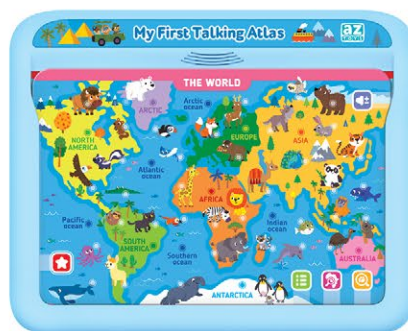 My First Talking Atlas
az
THE WORLD
ARCTIC
Arctic
ocean
NORTH
AMERICA
EUROPE
ASIA
Atlantic
ocean
AFRICA
Pacific
ocean
Indian
ocean
SOUTH
AMERICA
Southern
ocean
AUSTRALIA
ANTARCTICA